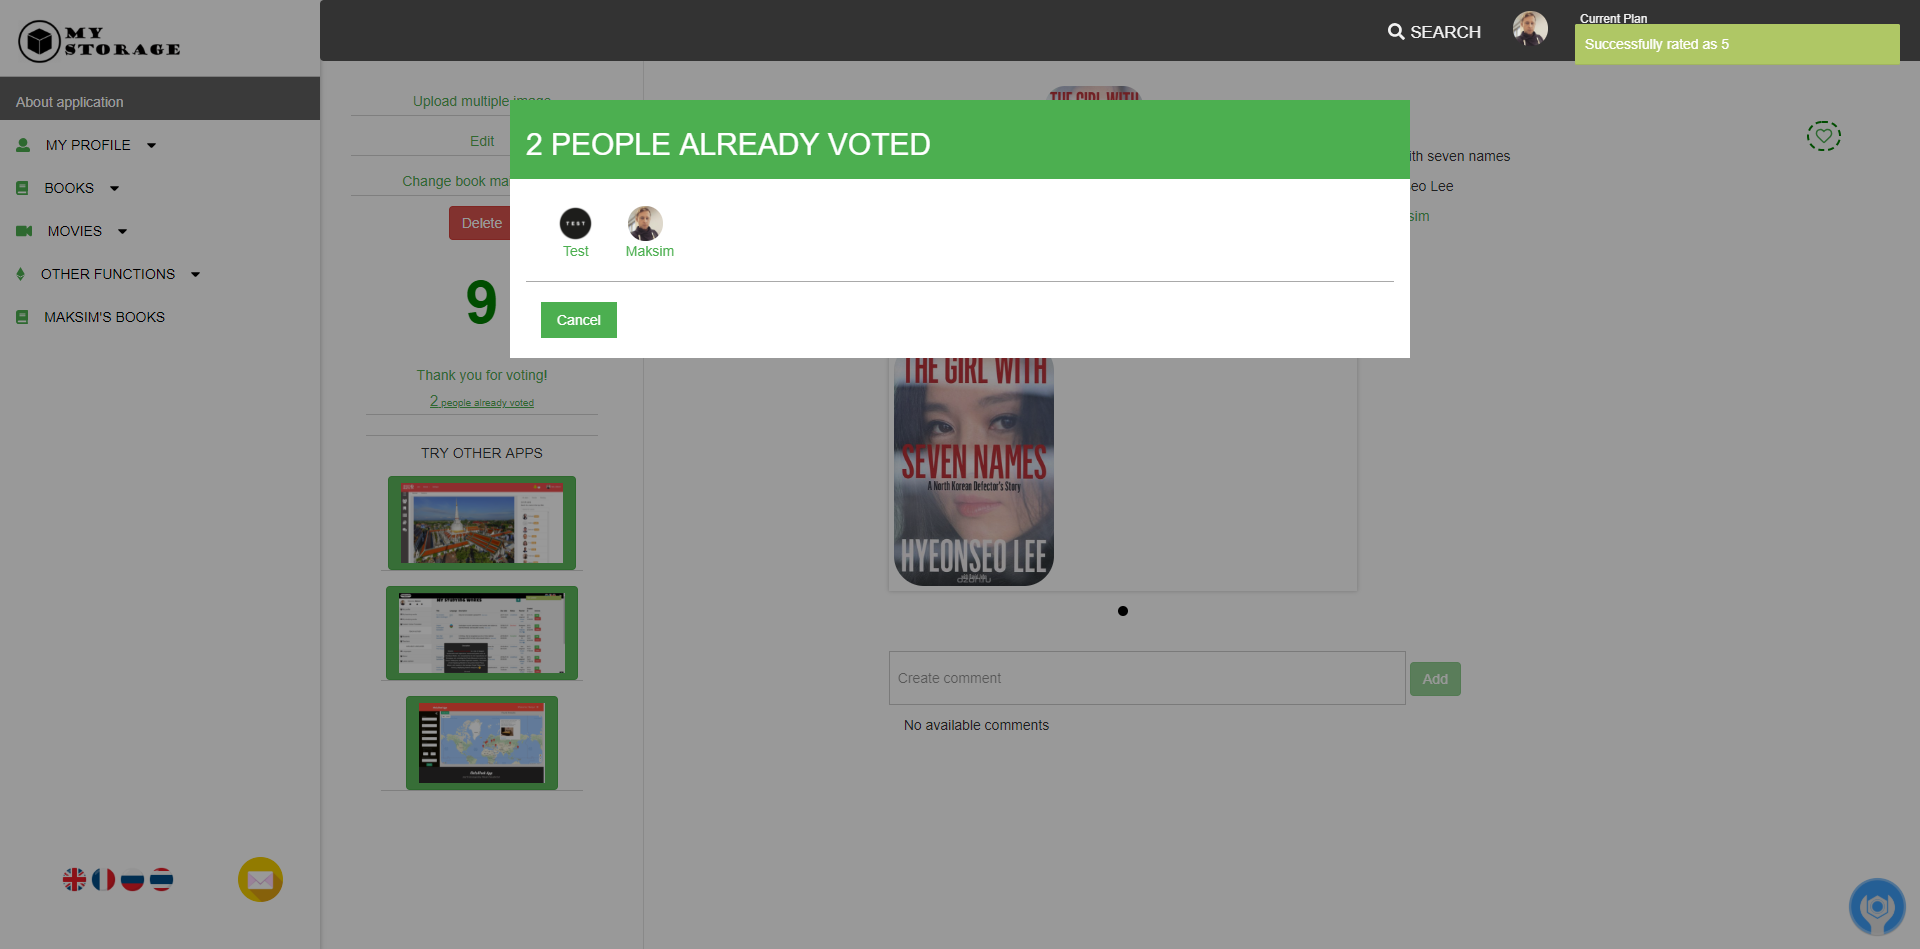 MY
STORAGE
SEARCH
Current Plan
Successfully rated as 5
About application
MY PROFILE
BOOKS
MOVIES
OTHER FUNCTIONS
MAKSIM'S BOOKS
Upload multiple image
Edit
Change book ma
Delete
9
Thank you for voting!
2 people already voted
TRY OTHER APPS
2 PEOPLE ALREADY VOTED
TEST
Test
Maksim
Cancel
THE GIRL WITH
ith seven names
eo Lee
sim
THE GIRL WITH
SEVEN NAMES
A North Korean Defector's Story
HYEONSEO LEE
Create comment
Add
No available comments